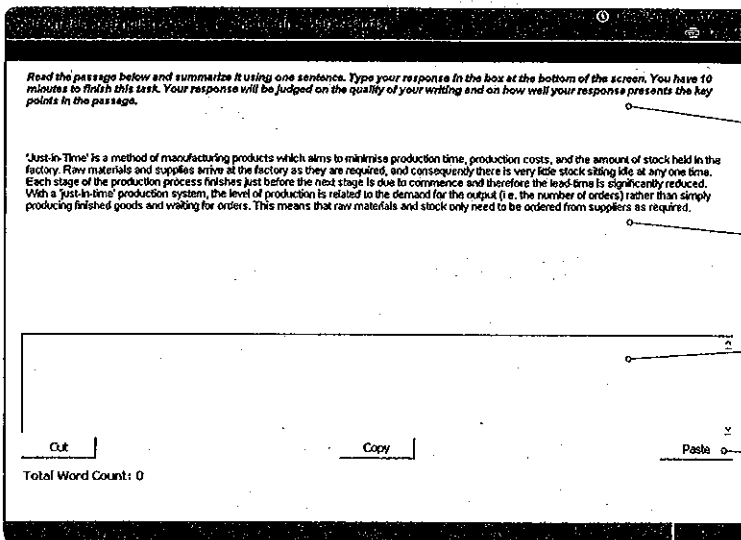 Read the passage below and summarize it using one sentence. Type your response in the box at the bottom of the screen. You have 10
minutes to finish this task. Your response will be judged on the quality of your writing and on how well your response presents the key
points in the passage.
'Just-in-Time' is a method of manufacturing products which aims to minimise production time, production costs, and the amount of stock held in the
factory. Raw materials and supplies arrive at the factory as they are required, and consequently there is very little stock sitting idle at any one time.
Each stage of the production process finishes just before the next stage is due to commence and therefore the lead-time is significantly reduced.
With a 'just-in-time' production system, the level of production is related to the demand for the output (i.e. the number of orders) rather than simply
producing finished goods and waiting for orders. This means that raw materials and stock only need to be ordered from suppliers as required.
Cut Copy Paste
Total Word Count: 0